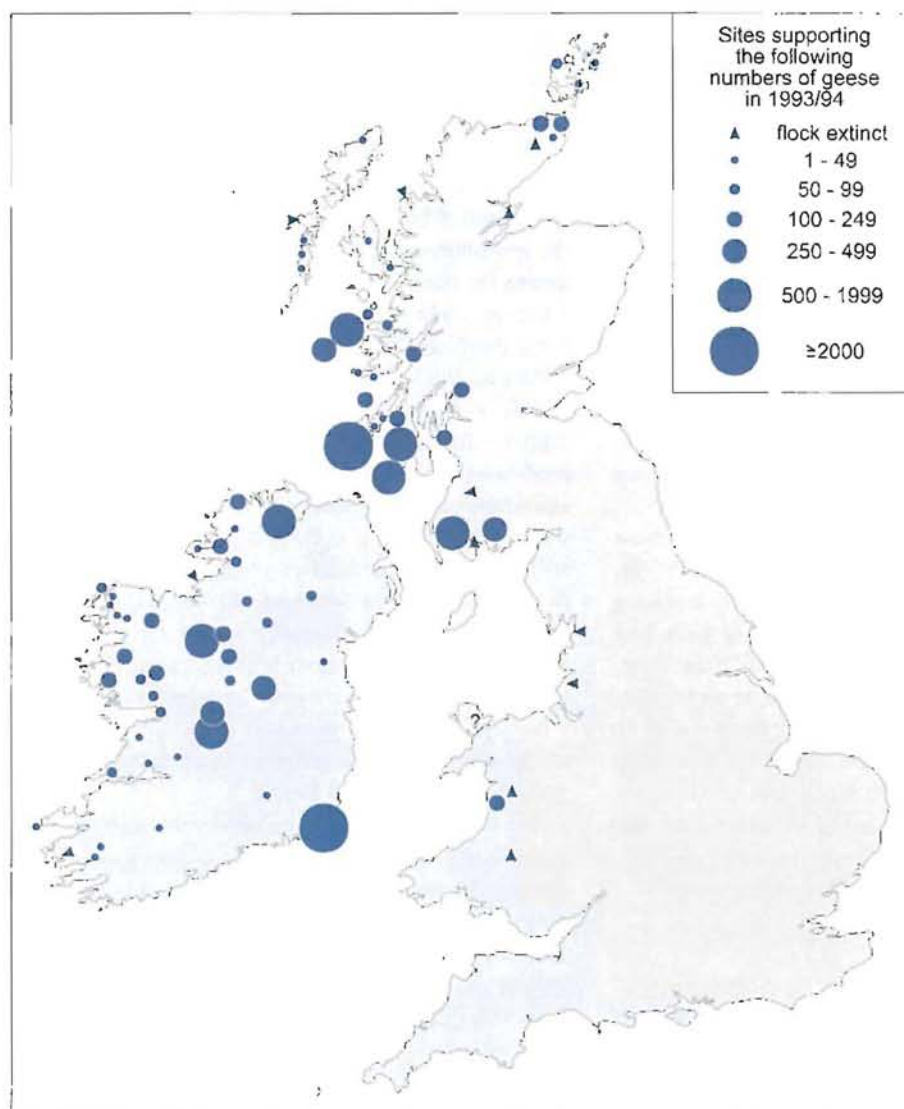 Sites supporting
the following
numbers of geese
in 1993/94
flock extinct
1 - 49
50 - 99
100 - 249
250 - 499
500 - 1999
≥2000
?